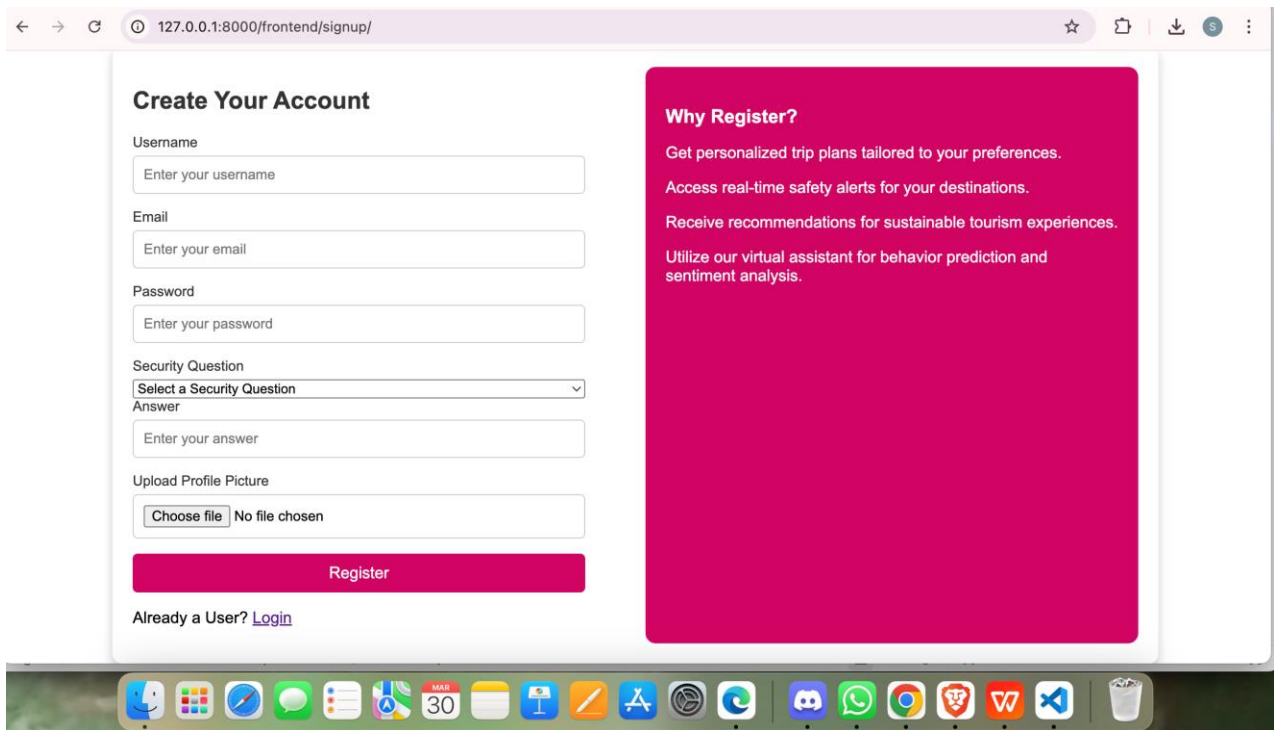 127.0.0.1:8000/frontend/signup/
S
Create Your Account
Username
Enter your username
Email
Enter your email
Password
Enter your password
Security Question
Select a Security Question
Answer
Enter your answer
Upload Profile Picture
Choose file No file chosen
Register
Already a User? Login
Why Register?
Get personalized trip plans tailored to your preferences.
Access real-time safety alerts for your destinations.
Receive recommendations for sustainable tourism experiences.
Utilize our virtual assistant for behavior prediction and
sentiment analysis.
MAR
30